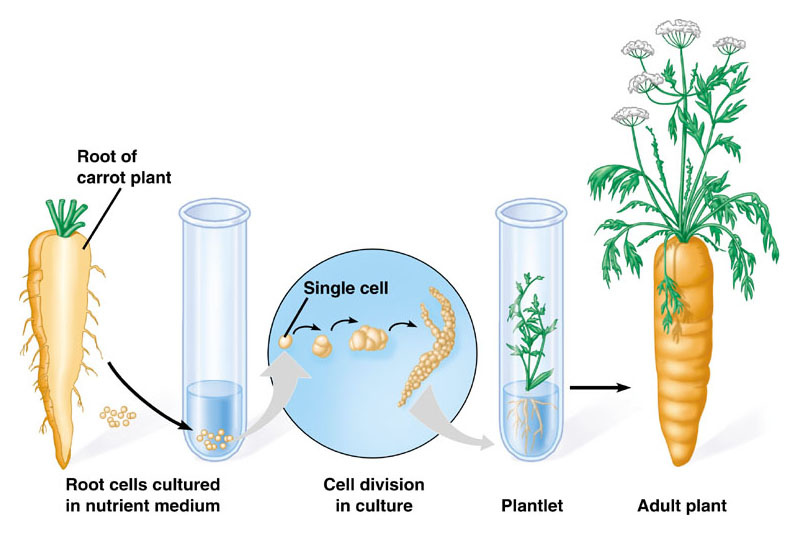 Root of
carrot plant
Single cell
Root cells cultured
in nutrient medium
Cell division
in culture
Plantlet
Adult plant